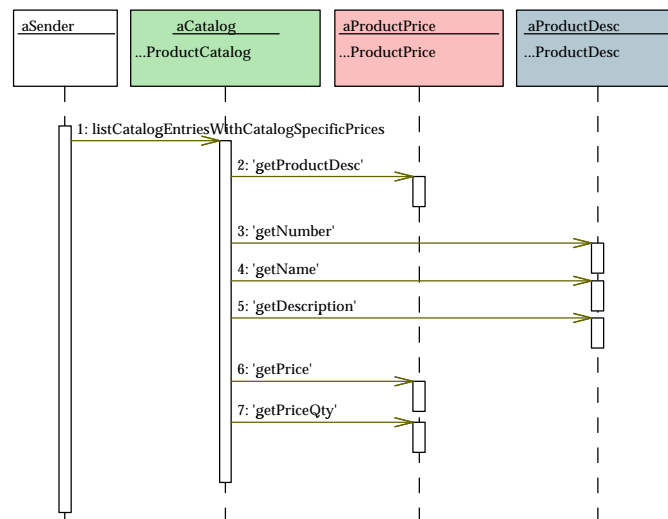 aSender
aCatalog
...ProductCatalog
aProductPrice
...ProductPrice
aProductDesc
...ProductDesc
1: listCatalogEntriesWithCatalogSpecificPrices
2: 'getProductDesc'
3: 'getNumber'
4: 'getName'
5: 'getDescription'
6: 'getPrice'
7: 'getPriceQty'